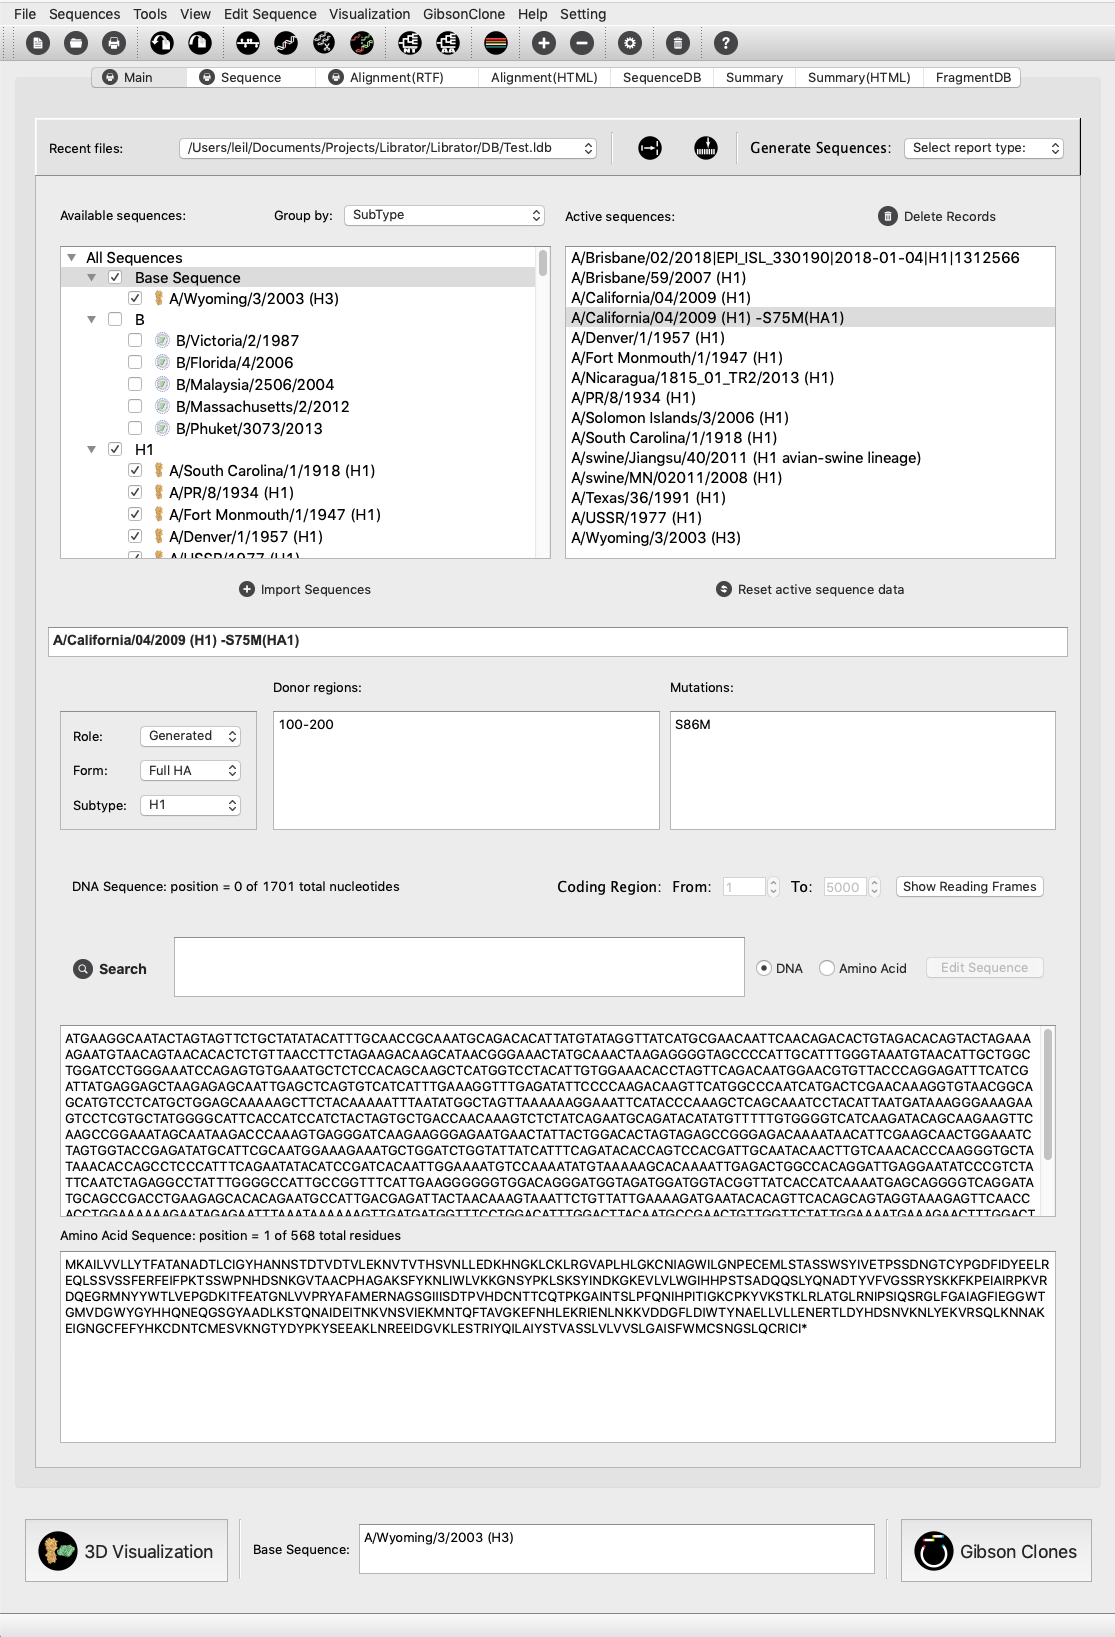 File Sequences Tools View Edit Sequence Visualization GibsonClone Help Setting
NT AA
Main Sequence Alignment(RTF) Alignment(HTML) SequenceDB Summary Summary(HTML) FragmentDB
Recent files: /Users/leil/Documents/Projects/Librator/Librator/DB/Test.ldb Generate Sequences: Select report type:
Available sequences: Group by: SubType Active sequences: Delete Records
All Sequences
Base Sequence
A/Wyoming/3/2003 (H3)
B
B/Victoria/2/1987
B/Florida/4/2006
B/Malaysia/2506/2004
B/Massachusetts/2/2012
B/Phuket/3073/2013
H1
A/South Carolina/1/1918 (H1)
A/PR/8/1934 (H1)
A/Fort Monmouth/1/1947 (H1)
A/Denver/1/1957 (H1)
A/USSR/1977 (H1)
A/Brisbane/02/2018|EPI_ISL_330190|2018-01-04|H1|1312566
A/Brisbane/59/2007 (H1)
A/California/04/2009 (H1)
A/California/04/2009 (H1) -S75M(HA1)
A/Denver/1/1957 (H1)
A/Fort Monmouth/1/1947 (H1)
A/Nicaragua/1815_01_TR2/2013 (H1)
A/PR/8/1934 (H1)
A/Solomon Islands/3/2006 (H1)
A/South Carolina/1/1918 (H1)
A/swine/Jiangsu/40/2011 (H1 avian-swine lineage)
A/swine/MN/02011/2008 (H1)
A/Texas/36/1991 (H1)
A/USSR/1977 (H1)
A/Wyoming/3/2003 (H3)
Import Sequences Reset active sequence data
A/California/04/2009 (H1) -S75M(HA1)
Donor regions: Mutations:
Role: Generated
Form: Full HA
Subtype: H1
100-200
S86M
DNA Sequence: position = 0 of 1701 total nucleotides Coding Region: From: 1 To: 5000 Show Reading Frames
Search DNA Amino Acid Edit Sequence
ATGAAGGCAATACTAGTAGTTCTGCTATATACATTTGCAACCGCAAATGCAGACACATTATGTATAGGTTATCATGCGAACAATTCAACAGACACTGTAGACACAGTACTAGAAA
AGAATGTAACAGTAACACACTCTGTTAACCTTCTAGAAGACAAGCATAACGGGAAACTATGCAAACTAAGAGGGGTAGCCCCATTGCATTTGGGTAAATGTAACATTGCTGGC
TGGATCCTGGGAAATCCAGAGTGTGAAATGCTCTCCACAGCAAGCTCATGGTCCTACATTGTGGAAACACCTAGTTCAGACAATGGAACGTGTTACCCAGGAGATTTCATCG
ATTATGAGGAGCTAAGAGAGCAATTGAGCTCAGTGTCATCATTTGAAAGGTTTGAGATATTCCCCAAGACAAGTTCATGGCCCAATCATGACTCGAACAAAGGTGTAACGGCA
GCATGTCCTCATGCTGGAGCAAAAAGCTTCTACAAAAATTTAATATGGCTAGTTAAAAAAGGAAATTCATACCCAAAGCTCAGCAAATCCTACATTAATGATAAAGGGAAAGAA
GTCCTCGTGCTATGGGGCATTCACCATCCATCTACTAGTGCTGACCAACAAAGTCTCTATCAGAATGCAGATACATATGTTTTTGTGGGGTCATCAAGATACAGCAAGAAGTTC
AAGCCGGAAATAGCAATAAGACCCAAAGTGAGGGATCAAGAAGGGAGAATGAACTATTACTGGACACTAGTAGAGCCGGGAGACAAAATAACATTCGAAGCAACTGGAAATC
TAGTGGTACCGAGATATGCATTCGCAATGGAAAGAAATGCTGGATCTGGTATTATCATTTCAGATACACCAGTCCACGATTGCAATACAACTTGTCAAACACCCAAGGGTGCTA
TAAACACCAGCCTCCCATTTCAGAATATACATCCGATCACAATTGGAAAATGTCCAAAATATGTAAAAAGCACAAAATTGAGACTGGCCACAGGATTGAGGAATATCCCGTCTA
TTCAATCTAGAGGCCTATTTGGGGCCATTGCCGGTTTCATTGAAGGGGGGTGGACAGGGATGGTAGATGGATGGTACGGTTATCACCATCAAAATGAGCAGGGGTCAGGATA
TGCAGCCGACCTGAAGAGCACACAGAATGCCATTGACGAGATTACTAACAAAGTAAATTCTGTTATTGAAAAGATGAATACACAGTTCACAGCAGTAGGTAAAGAGTTCAACC
ACCTGGAAAAAAGAATAGAGAATTTAAATAAAAAAGTTGATGATGGTTTCCTGGACATTTGGACTTACAATGCCGAACTGTTGGTTCTATTGGAAAATGAAAGAACTTTGGACT
Amino Acid Sequence: position = 1 of 568 total residues
MKAILVVLLYTFATANADTLCIGYHANNSTDTVDTVLEKNVTVTHSVNLLEDKHNGKLCKLRGVAPLHLGKCNIAGWILGNPECEMLSTASSWSYIVETPSSDNGTCYPGDFIDYEELR
EQLSSVSSFERFEIFPKTSSWPNHDSNKGVTAACPHAGAKSFYKNLIWLVKKGNSYPKLSKSYINDKGKEVLVLWGIHHPSTSADQQSLYQNADTYVFVGSSRYSKKFKPEIAIRPKVR
DQEGRMNYYWTLVEPGDKITFEATGNLVVPRYAFAMERNAGSGIIISDTPVHDCNTTCQTPKGAINTSLPFQNIHPITIGKCPKYVKSTKLRLATGLRNIPSIQSRGLFGAIAGFIEGGWT
GMVDGWYGYHHQNEQGSGYAADLKSTQNAIDEITNKVNSVIEKMNTQFTAVGKEFNHLEKRIENLNKKVDDGFLDIWTYNAELLVLLENERTLDYHDSNVKNLYEKVRSQLKNNAK
EIGNGCFEFYHKCDNTCMESVKNGTYDYPKYSEEAKLNREEIDGVKLESTRIYQILAIYSTVASSLVLVVSLGAISFWMCSNGSLQCRICI*
3D Visualization Base Sequence: A/Wyoming/3/2003 (H3) Gibson Clones